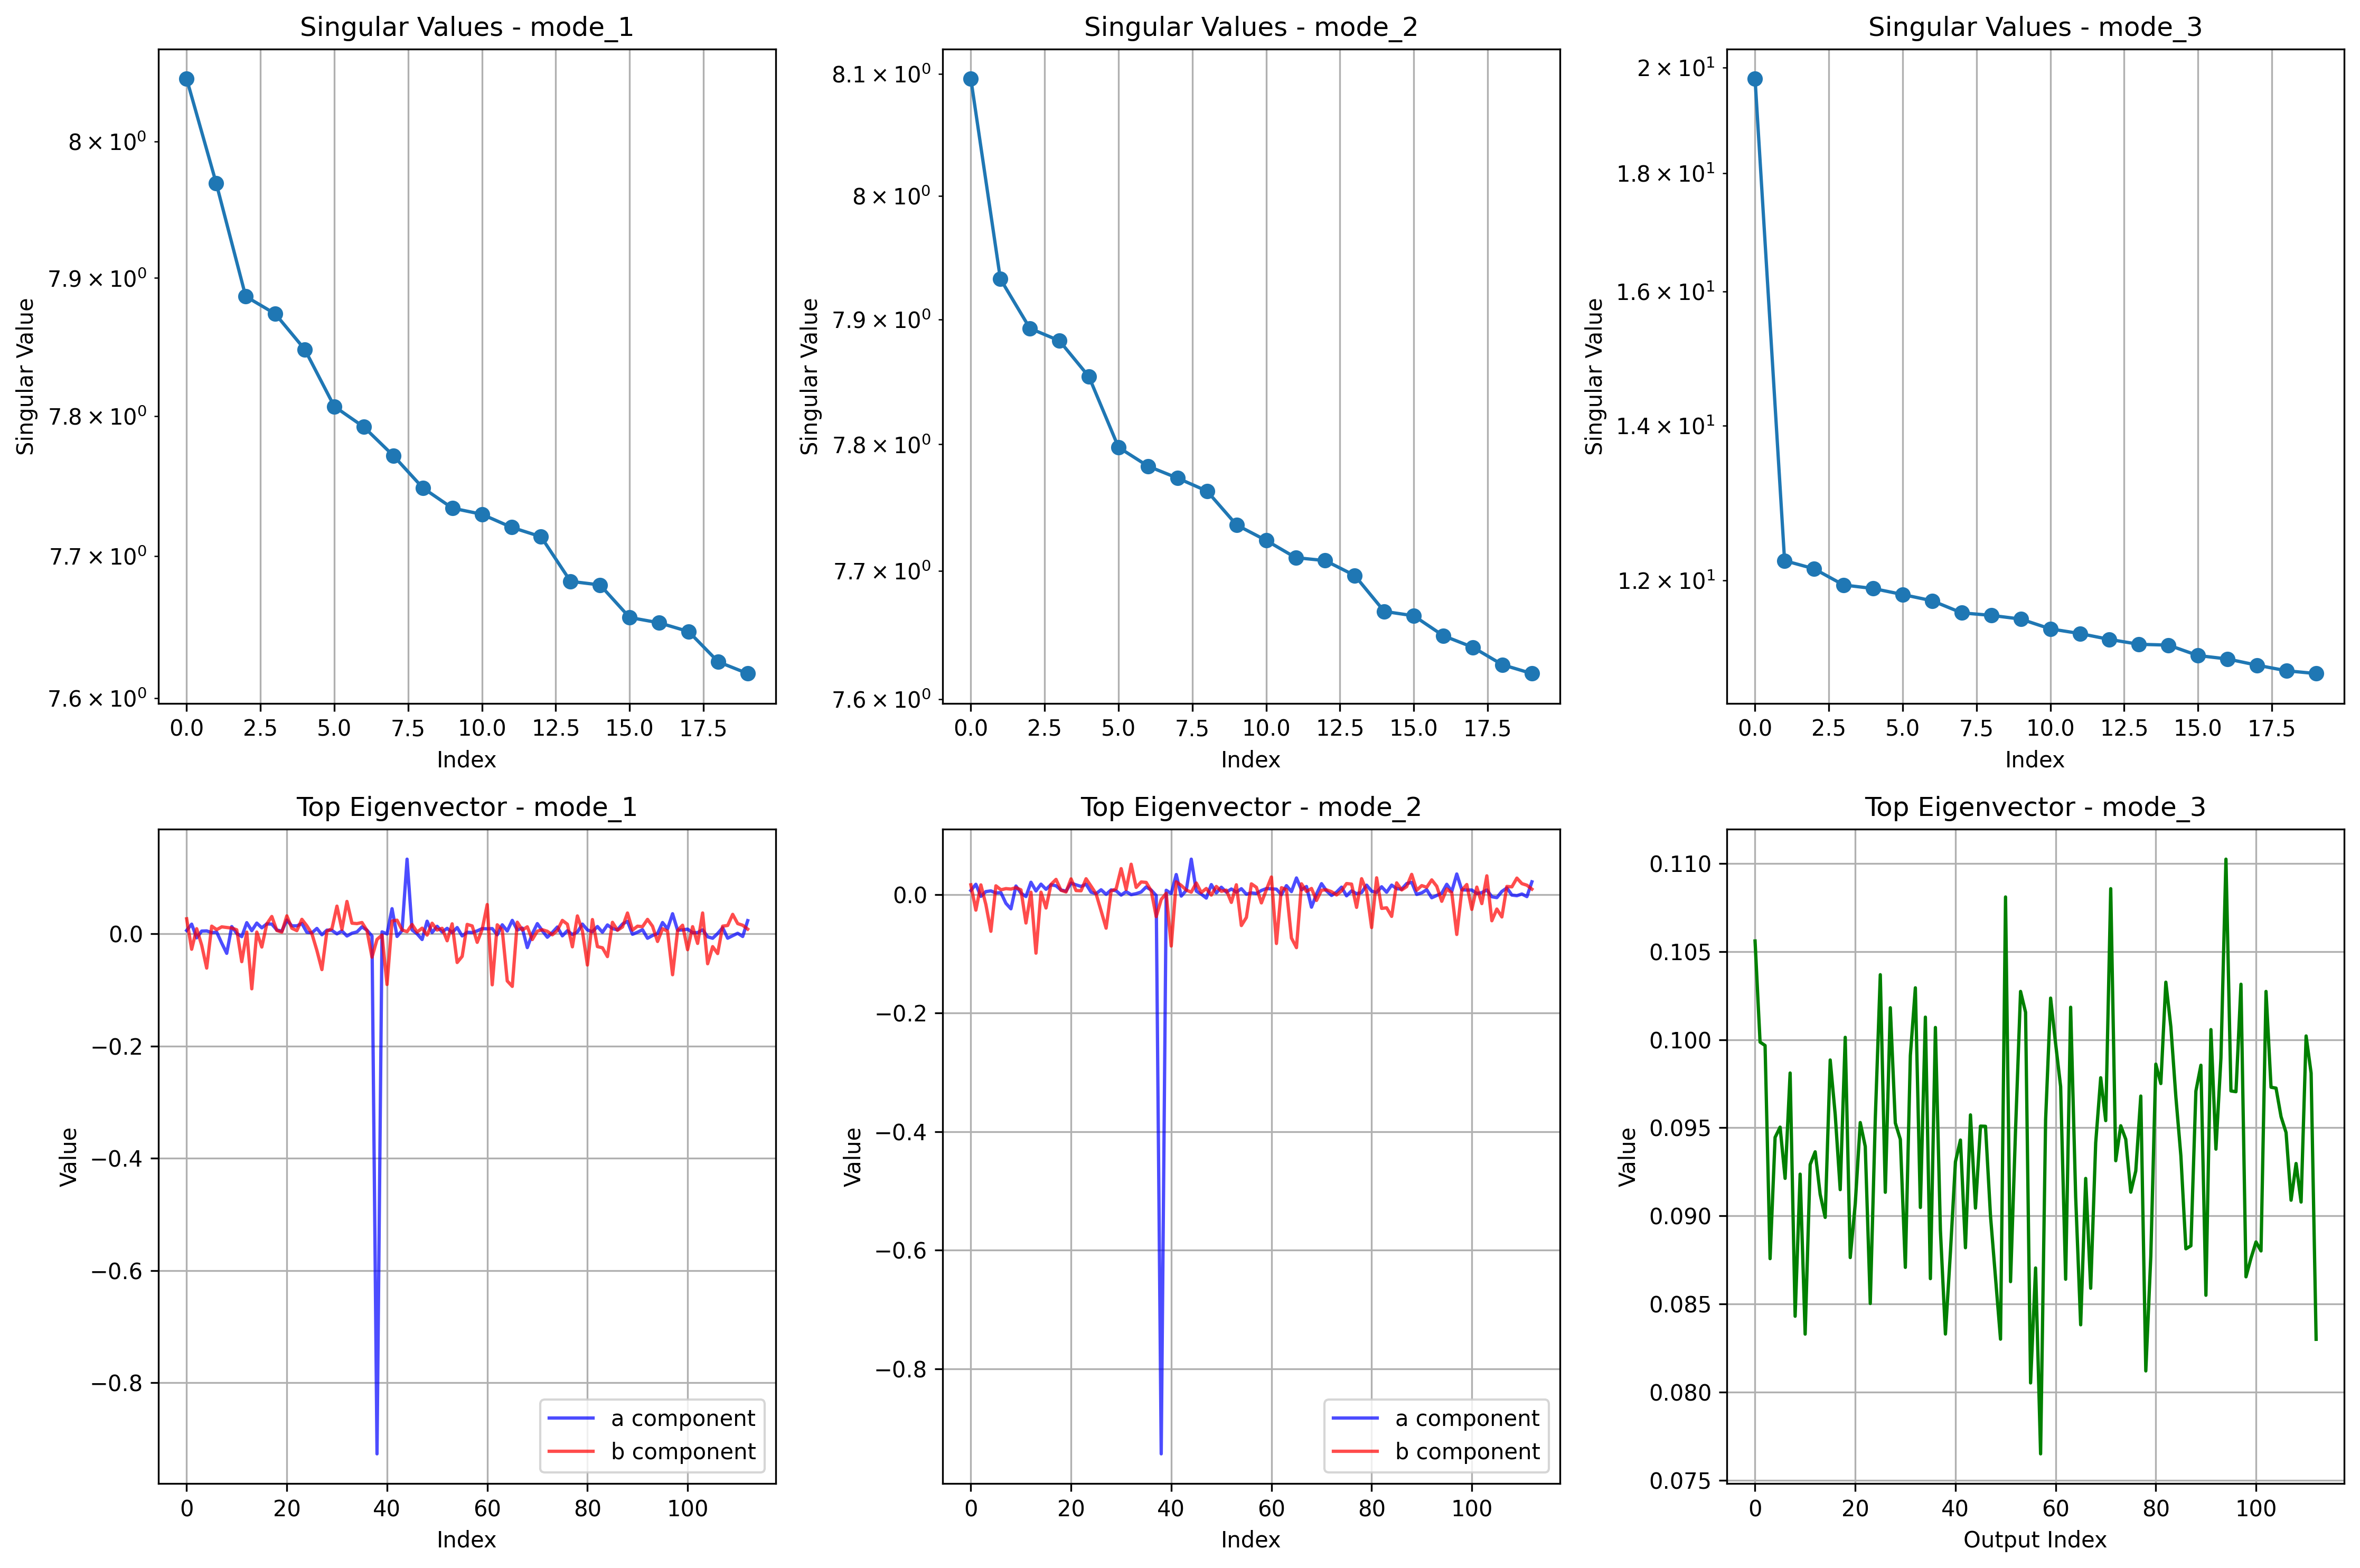 Singular Values - mode_1
Singular Value
8 × 10⁰
7.9 × 10⁰
7.8 × 10⁰
7.7 × 10⁰
7.6 × 10⁰
0.0 2.5 5.0 7.5 10.0 12.5 15.0 17.5
Index
Singular Values - mode_2
Singular Value
8.1 × 10⁰
8 × 10⁰
7.9 × 10⁰
7.8 × 10⁰
7.7 × 10⁰
7.6 × 10⁰
0.0 2.5 5.0 7.5 10.0 12.5 15.0 17.5
Index
Singular Values - mode_3
Singular Value
2 × 10¹
1.8 × 10¹
1.6 × 10¹
1.4 × 10¹
1.2 × 10¹
0.0 2.5 5.0 7.5 10.0 12.5 15.0 17.5
Index
Top Eigenvector - mode_1
Value
0.0
−0.2
−0.4
−0.6
−0.8
a component
b component
0 20 40 60 80 100
Index
Top Eigenvector - mode_2
Value
0.0
−0.2
−0.4
−0.6
−0.8
a component
b component
0 20 40 60 80 100
Index
Top Eigenvector - mode_3
Value
0.110
0.105
0.100
0.095
0.090
0.085
0.080
0.075
0 20 40 60 80 100
Output Index